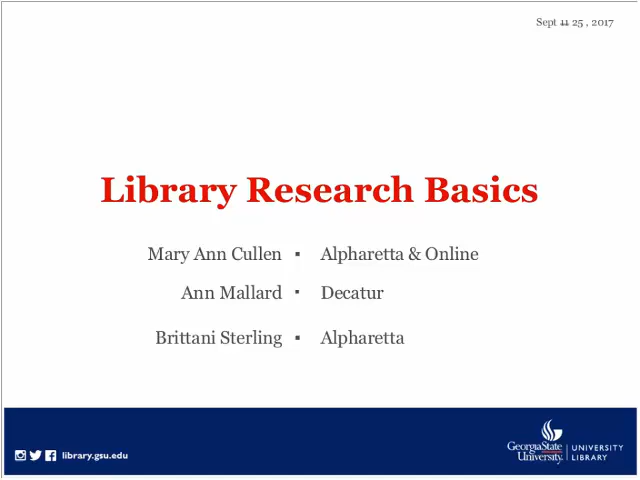 Sept 11 25 , 2017
Library Research Basics
Mary Ann Cullen ▪ Alpharetta & Online
Ann Mallard ▪ Decatur
Brittani Sterling ▪ Alpharetta
library.gsu.edu
GeorgiaState University. UNIVERSITY LIBRARY